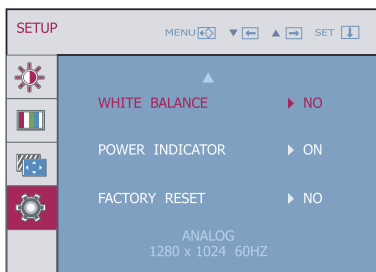 SETUP MENU SET
WHITE BALANCE NO
POWER INDICATOR ON
FACTORY RESET NO
ANALOG
1280 x 1024 60HZ